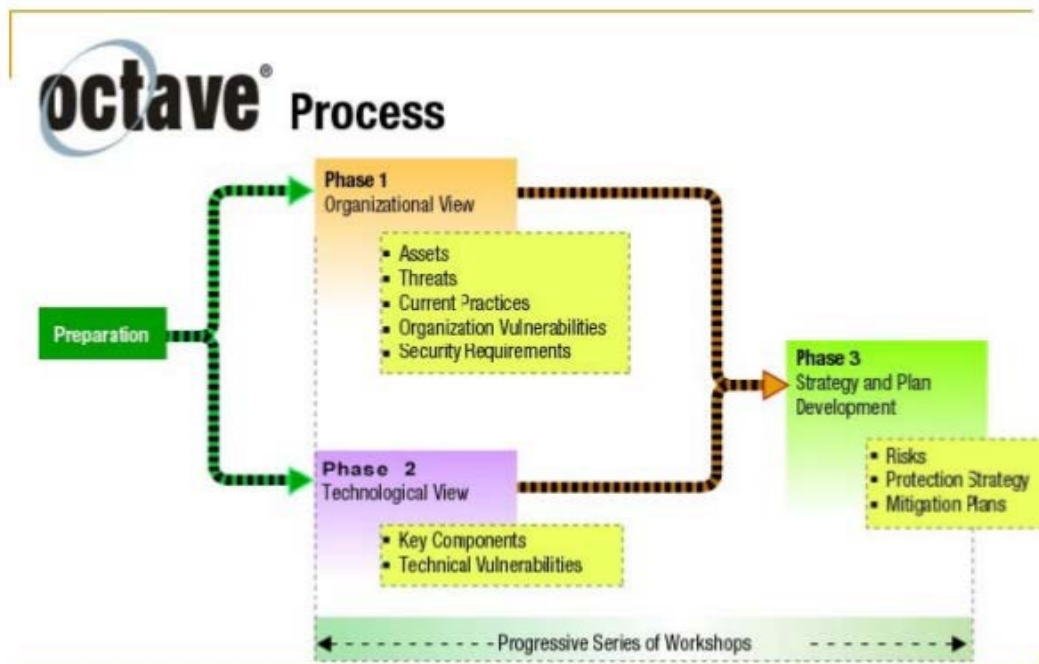 octave® Process
Phase 1
Organizational View
▪ Assets
▪ Threats
▪ Current Practices
▪ Organization Vulnerabilities
▪ Security Requirements
Preparation
Phase 3
Strategy and Plan
Development
▪ Risks
▪ Protection Strategy
▪ Mitigation Plans
Phase 2
Technological View
▪ Key Components
▪ Technical Vulnerabilities
Progressive Series of Workshops